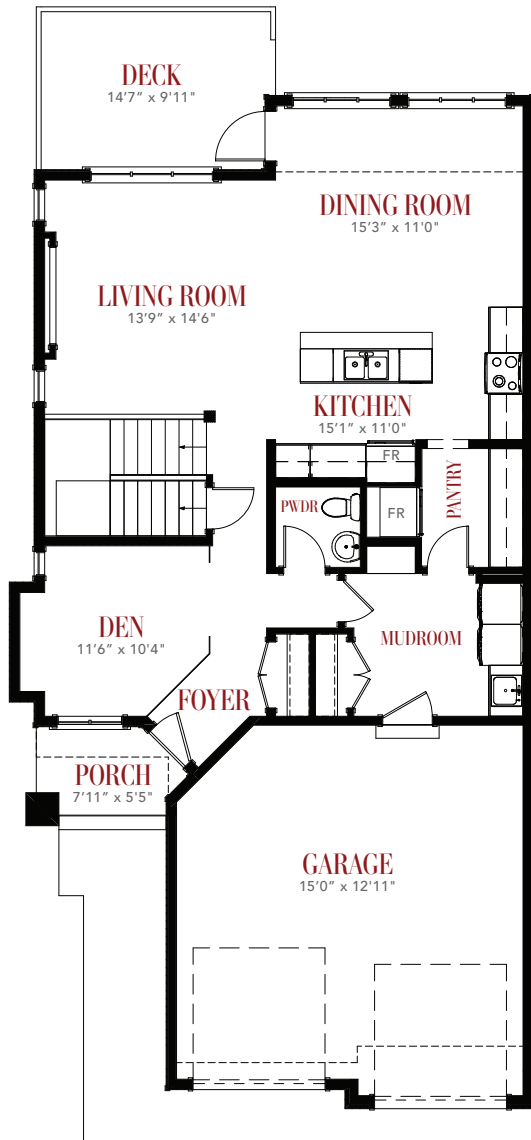 DECK
14'7" x 9'11"
DINING ROOM
15'3" x 11'0"
LIVING ROOM
13'9" x 14'6"
KITCHEN
15'1" x 11'0"
FR
PANTRY
PWDR
FR
DEN
11'6" x 10'4"
MUDROOM
FOYER
PORCH
7'11" x 5'5"
GARAGE
15'0" x 12'11"